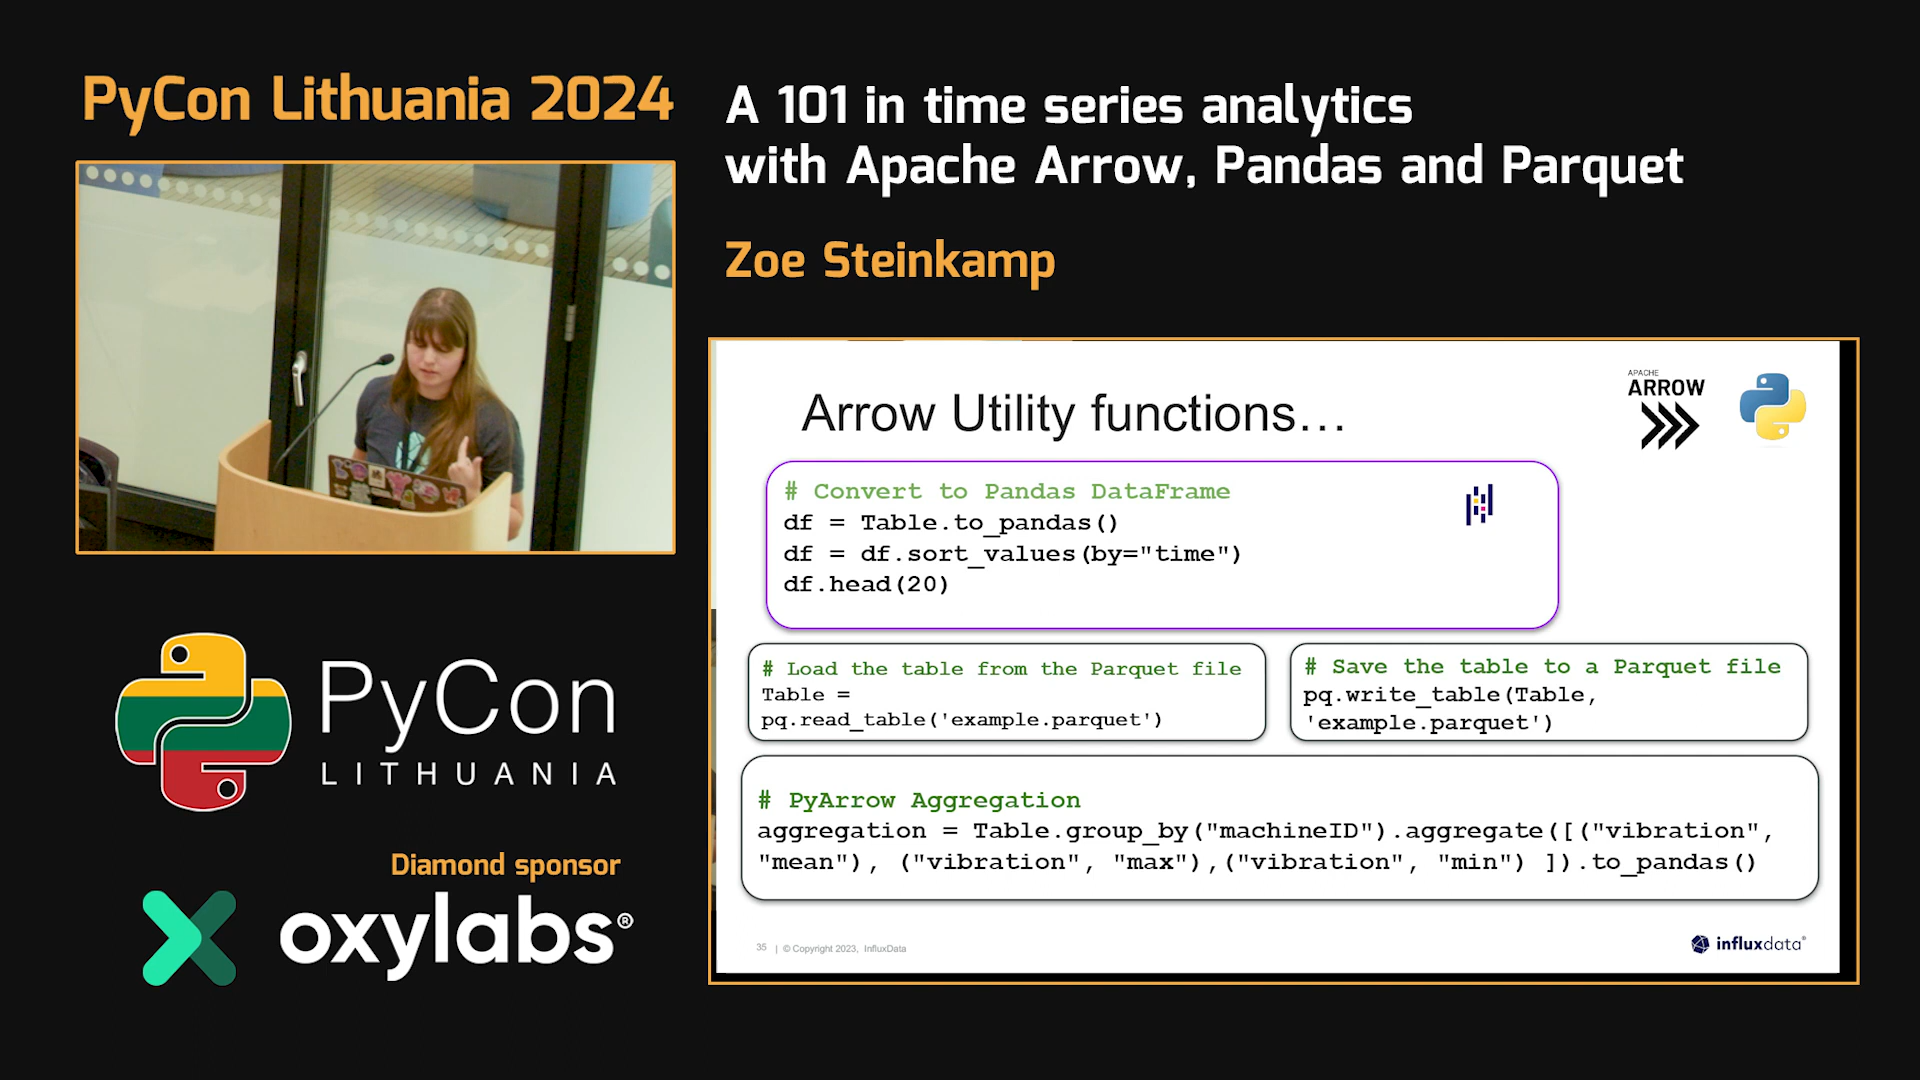 PyCon Lithuania 2024
A 101 in time series analytics
with Apache Arrow, Pandas and Parquet
Zoe Steinkamp
Arrow Utility functions...
APACHE
ARROW
# Convert to Pandas DataFrame
df = Table.to_pandas()
df = df.sort_values(by="time")
df.head(20)
# Load the table from the Parquet file
Table =
pq.read_table('example.parquet')
# Save the table to a Parquet file
pq.write_table(Table,
'example.parquet')
# PyArrow Aggregation
aggregation = Table.group_by("machineID").aggregate([("vibration",
"mean"), ("vibration", "max"),("vibration", "min") ]).to_pandas()
35 | © Copyright 2023, InfluxData
influxdata®
PyCon
LITHUANIA
Diamond sponsor
oxylabs®